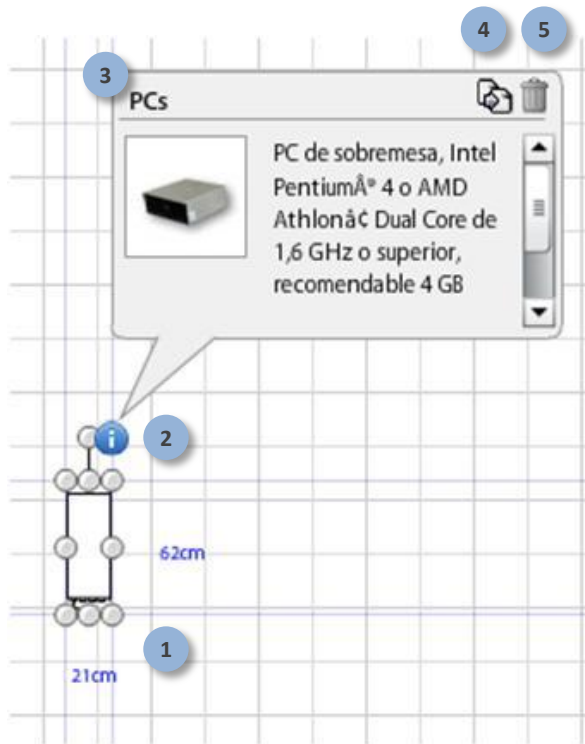 4
5
3
PCs
PC de sobremesa, Intel
PentiumÂ® 4 o AMD
Athlonâ¢ Dual Core de
1,6 GHz o superior,
recomendable 4 GB
i
2
62cm
1
21cm